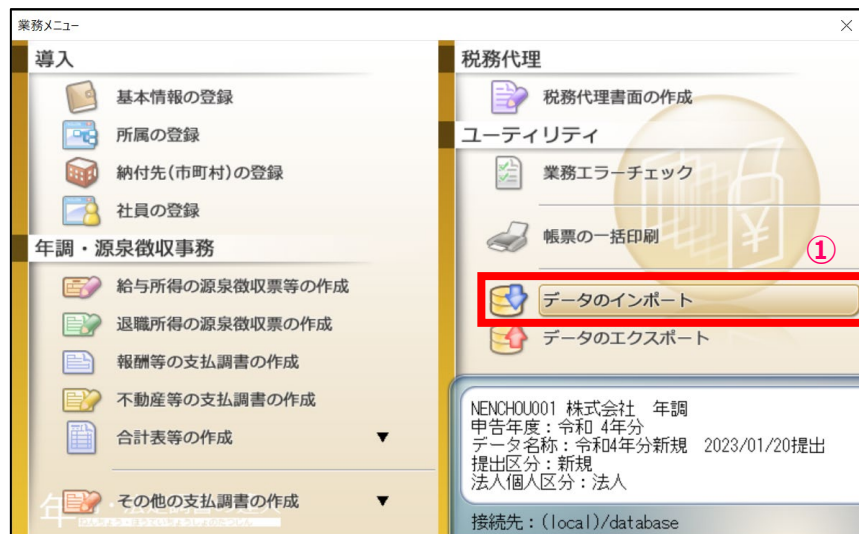 業務メニュー
導入
基本情報の登録
所属の登録
納付先(市町村)の登録
社員の登録
年調・源泉徴収事務
給与所得の源泉徴収票等の作成
退職所得の源泉徴収票の作成
報酬等の支払調書の作成
不動産等の支払調書の作成
合計表等の作成 ▼
その他の支払調書の作成 ▼
税務代理
税務代理書面の作成
ユーティリティ
業務エラーチェック
帳票の一括印刷
①
データのインポート
データのエクスポート
NENCHOU001 株式会社 年調
申告年度:令和 4年分
データ名称:令和4年分新規 2023/01/20提出
提出区分:新規
法人個人区分:法人
接続先:(local)/database